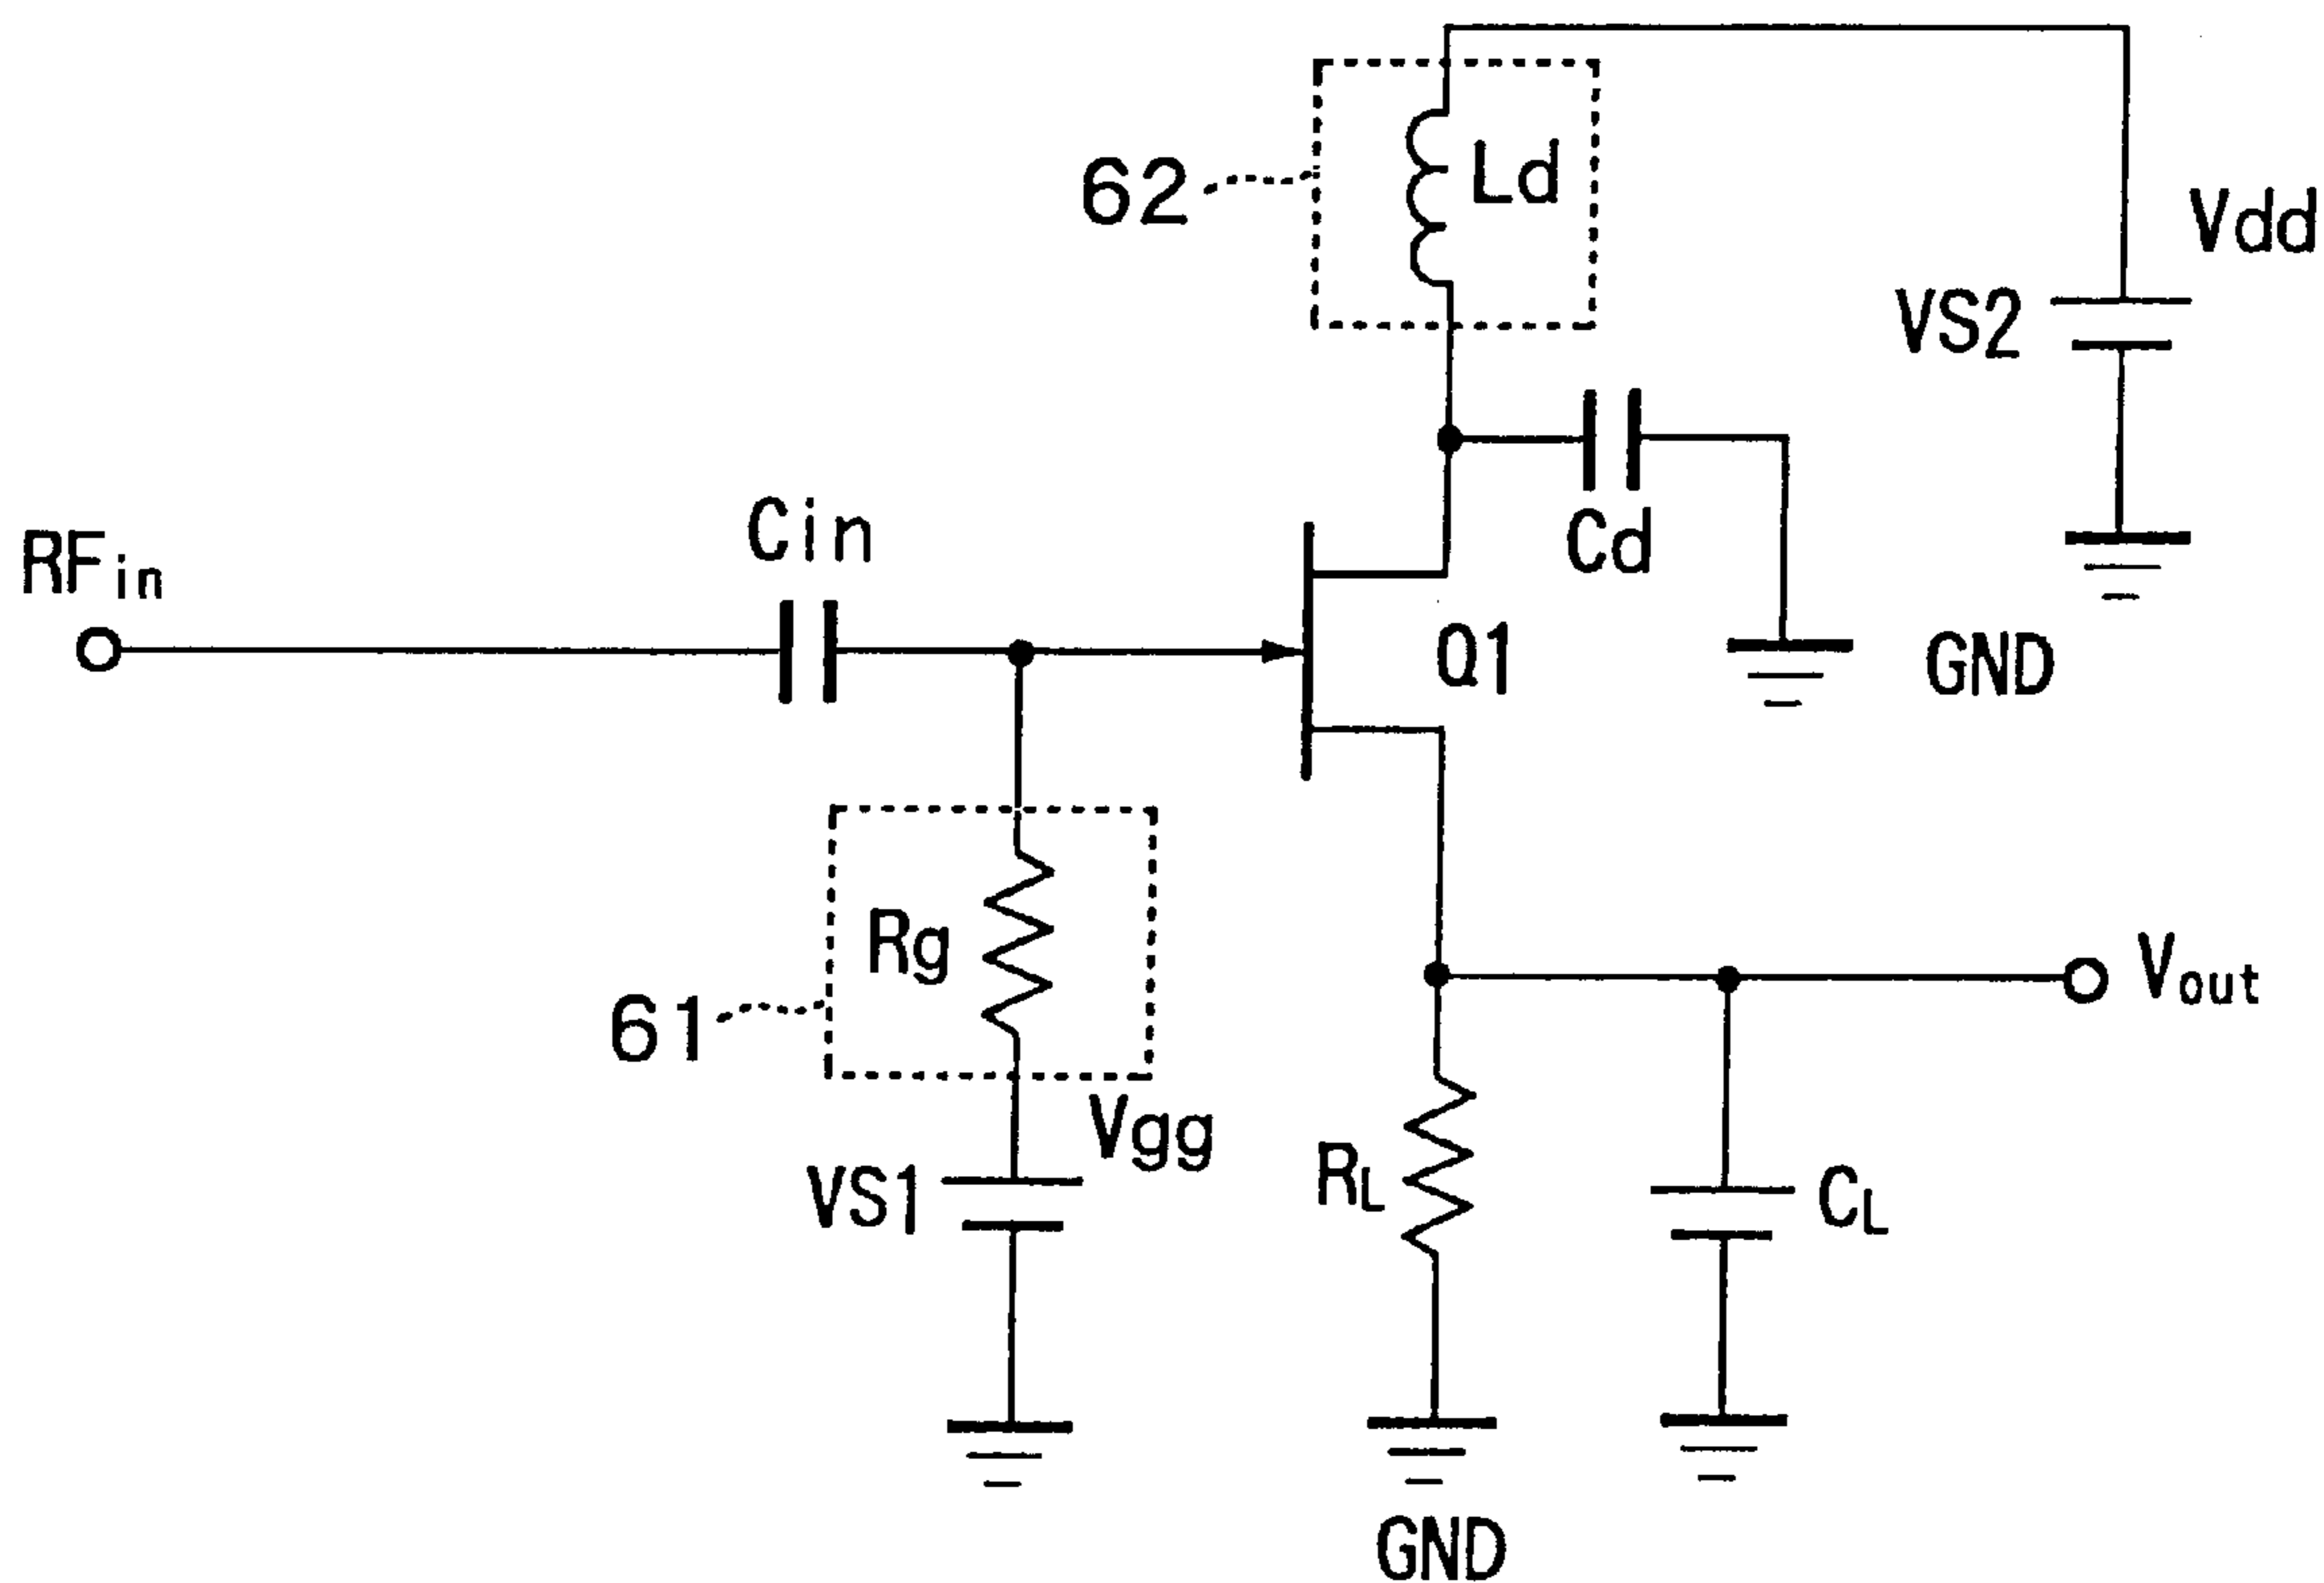 62
Ld
Vdd
VS2
Cin
Cd
RFin
Q1
GND
Rg
61
Vout
Vgg
VS1
RL
CL
GND